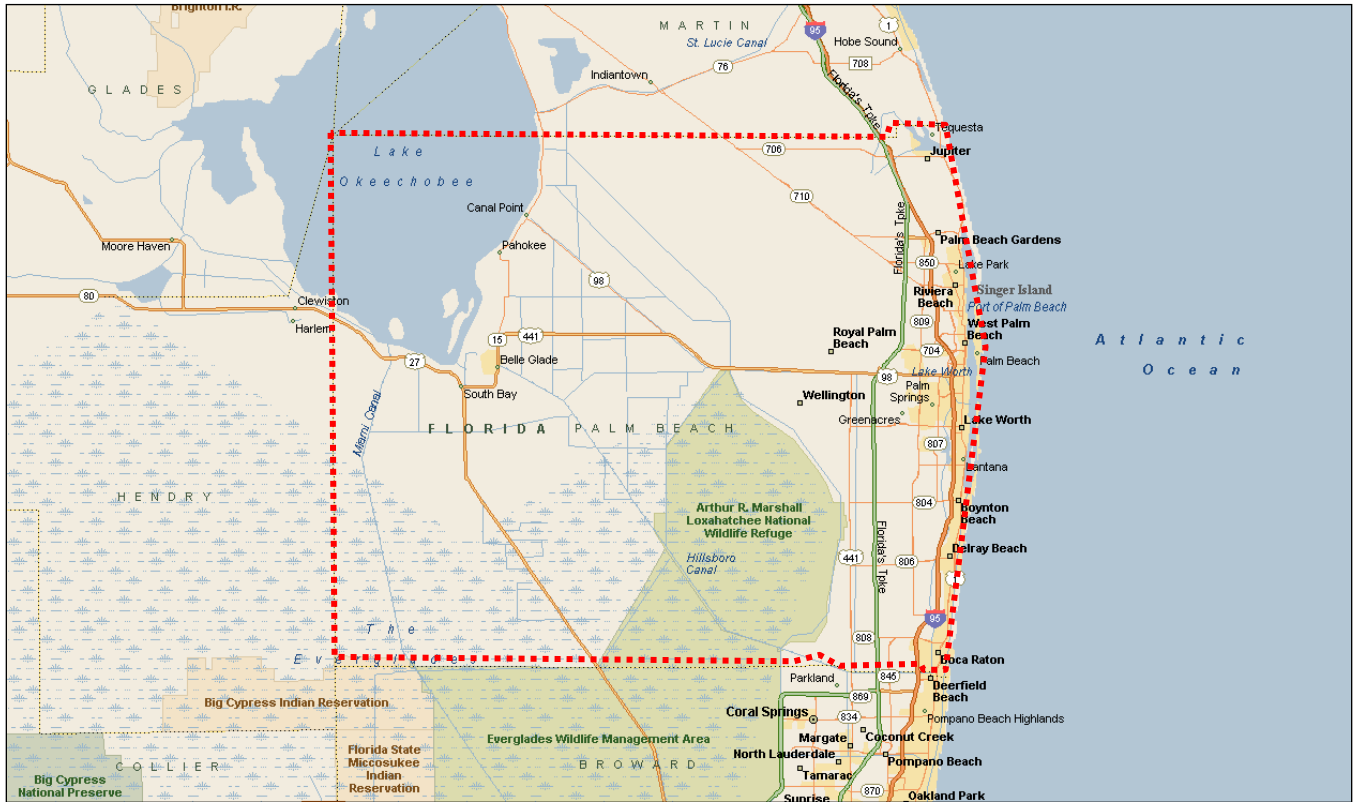 Brighton I.R.
MARTIN
St. Lucie Canal
95
1
Hobe Sound
708
76
Indiantown
Florida's Tpke
GLADES
Tequesta
Jupiter
706
Lake
Okeechobee
710
Canal Point
Florida's Tpke
Moore Haven
Pahokee
Palm Beach Gardens
850
Lake Park
98
Riviera
Beach
Singer Island
Port of Palm Beach
80
Clewiston
Harlem
809
West Palm
Beach
15
441
Royal Palm
Beach
704
Palm Beach
Atlantic
Ocean
27
Belle Glade
Lake Worth
98
South Bay
Palm
Springs
Wellington
Greenacres
Miami Canal
FLORIDA
PALM BEACH
Lake Worth
807
Lantana
HENDRY
804
Boynton
Beach
Arthur R. Marshall
Loxahatchee National
Wildlife Refuge
Florida's Tpke
Hillsboro
Canal
441
806
Delray Beach
1
95
The
Everglades
808
Boca Raton
Parkland
845
Deerfield
Beach
Big Cypress Indian Reservation
869
Coral Springs
834
Pompano Beach Highlands
Everglades Wildlife Management Area
Margate
Coconut Creek
Florida State
Miccosukee
Indian
Reservation
North Lauderdale
Pompano Beach
COLLIER
BROWARD
Tamarac
Big Cypress
National Preserve
870
Sunrise
Oakland Park